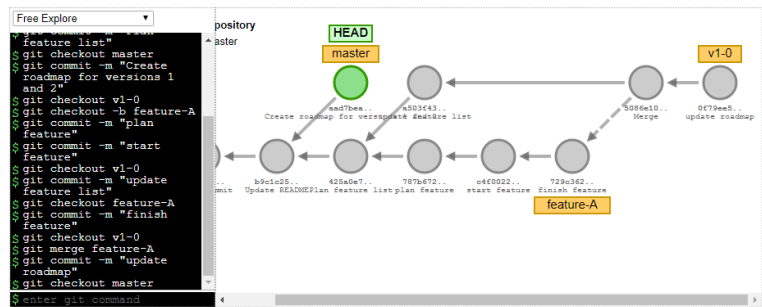 Free Explore
pository
aster
$ git commit -m "Plan
feature list"
$ git checkout master
$ git commit -m "Create
roadmap for versions 1
and 2"
$ git checkout v1-0
$ git checkout -b feature-A
$ git commit -m "plan
feature"
$ git commit -m "start
feature"
$ git checkout v1-0
$ git commit -m "update
feature list"
$ git checkout feature-A
$ git commit -m "finish
feature"
$ git checkout v1-0
$ git merge feature-A
$ git commit -m "update
roadmap"
$ git checkout master
$ enter git command
HEAD
master
v1-0
aad7bea..
a503f43..
5086e10..
0f79ee5..
Create roadmap for versi
feature list
Merge
update roadmap
b9c1c25..
425a0e7..
787b672..
c4f0022..
729c362..
mmit
Update README
Plan feature list
plan feature
start feature
finish feature
feature-A